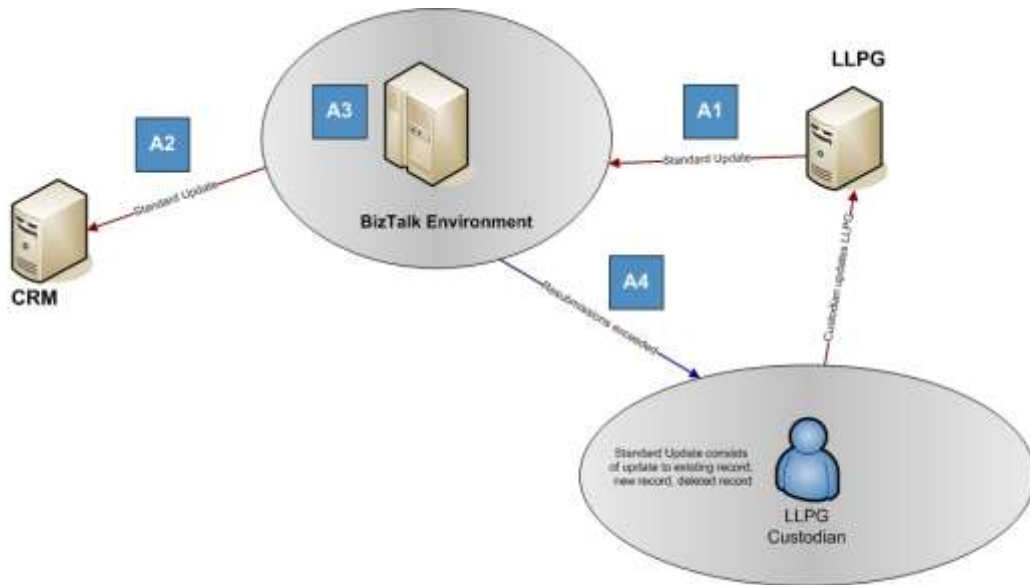 LLPG
A1
A3
A2
Standard Update
Standard Update
BizTalk Environment
CRM
A4
Resubmissions exceeded
Custodian updates LLPG
Standard Update consists
of update to existing record,
new record, deleted record
LLPG
Custodian